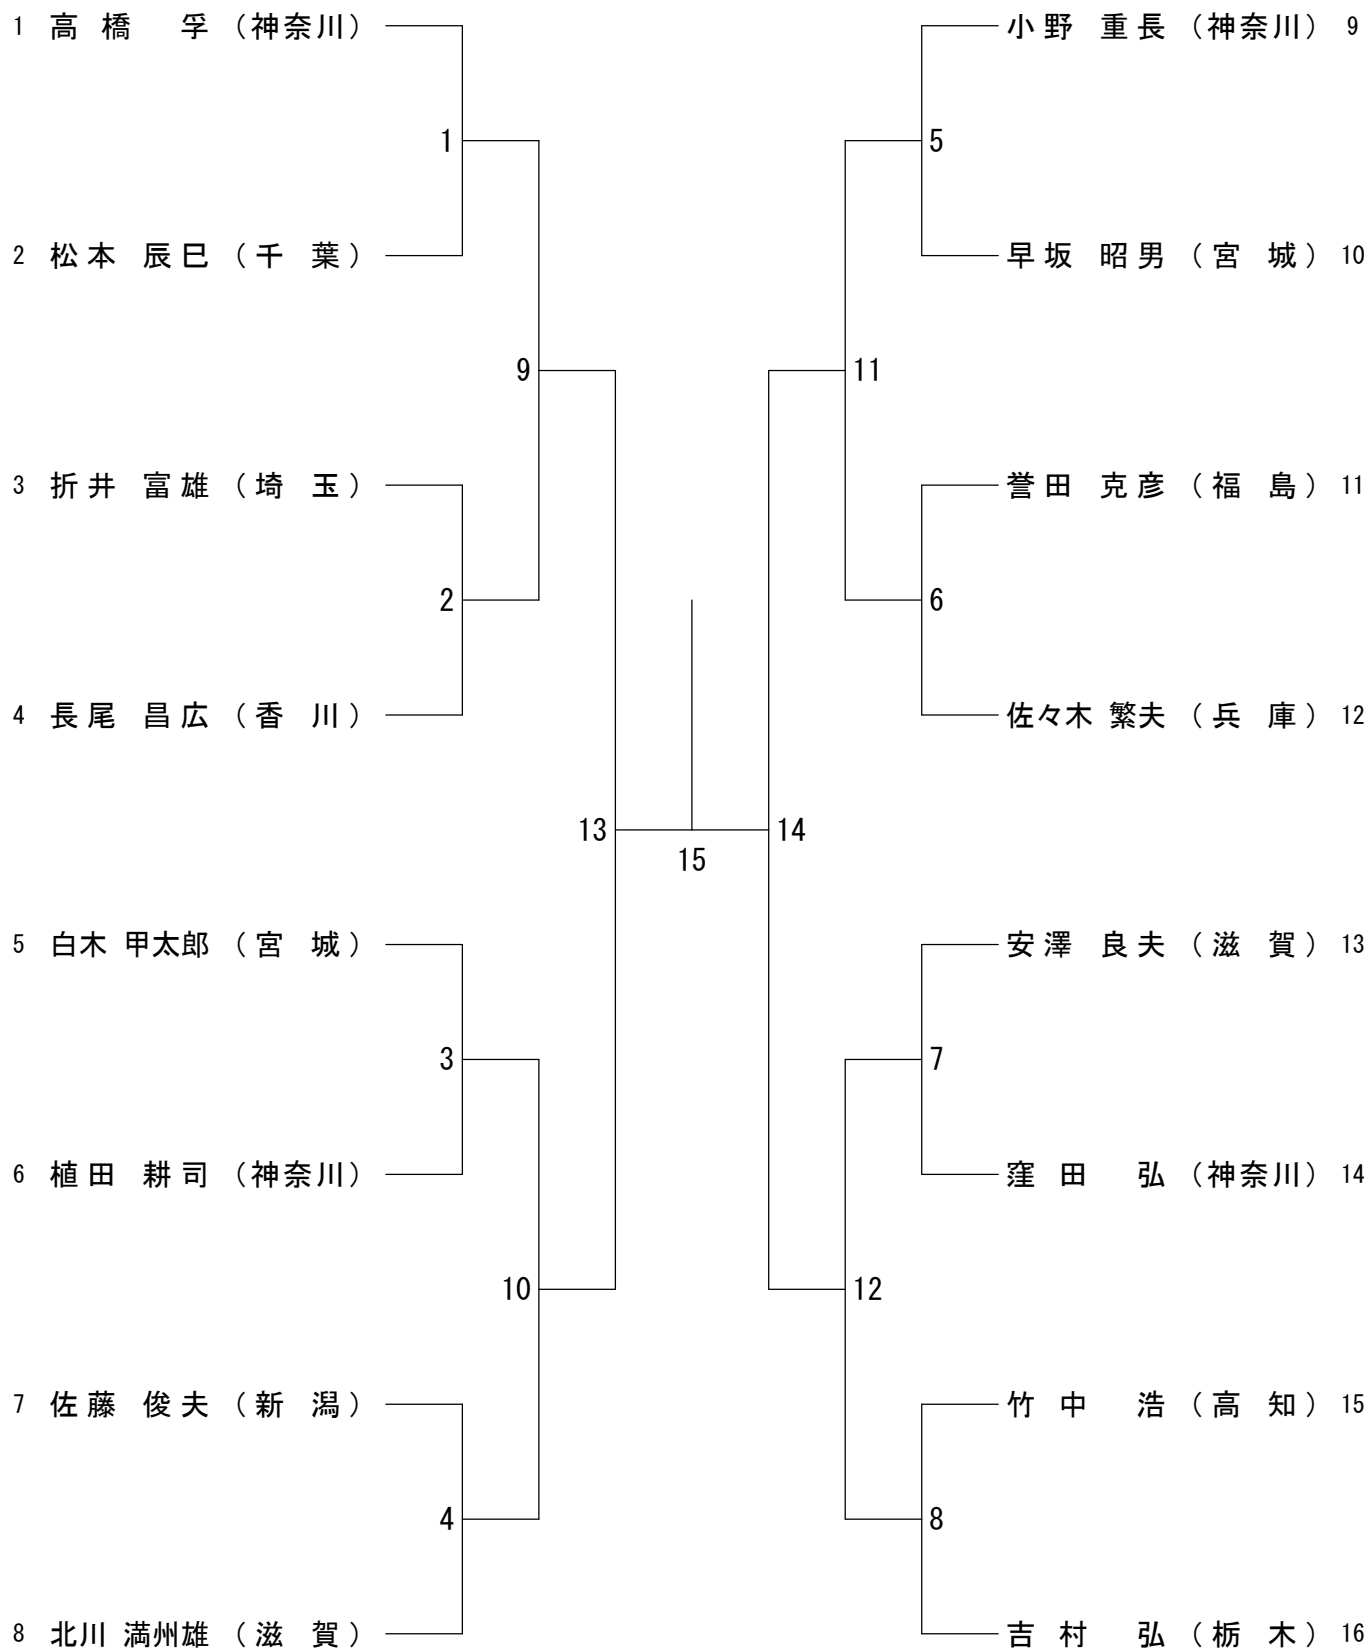 1 高橋 孚 (神奈川)
2 松本 辰巳 (千 葉)
3 折井 富雄 (埼 玉)
4 長尾 昌広 (香 川)
5 白木 甲太郎 (宮 城)
6 植田 耕司 (神奈川)
7 佐藤 俊夫 (新 潟)
8 北川 満州雄 (滋 賀)
1
2
3
4
9
10
13
15
14
11
12
5
6
7
8
小野 重長 (神奈川) 9
早坂 昭男 (宮 城) 10
誉田 克彦 (福 島) 11
佐々木 繁夫 (兵 庫) 12
安澤 良夫 (滋 賀) 13
窪田 弘 (神奈川) 14
竹中 浩 (高 知) 15
吉村 弘 (栃 木) 16